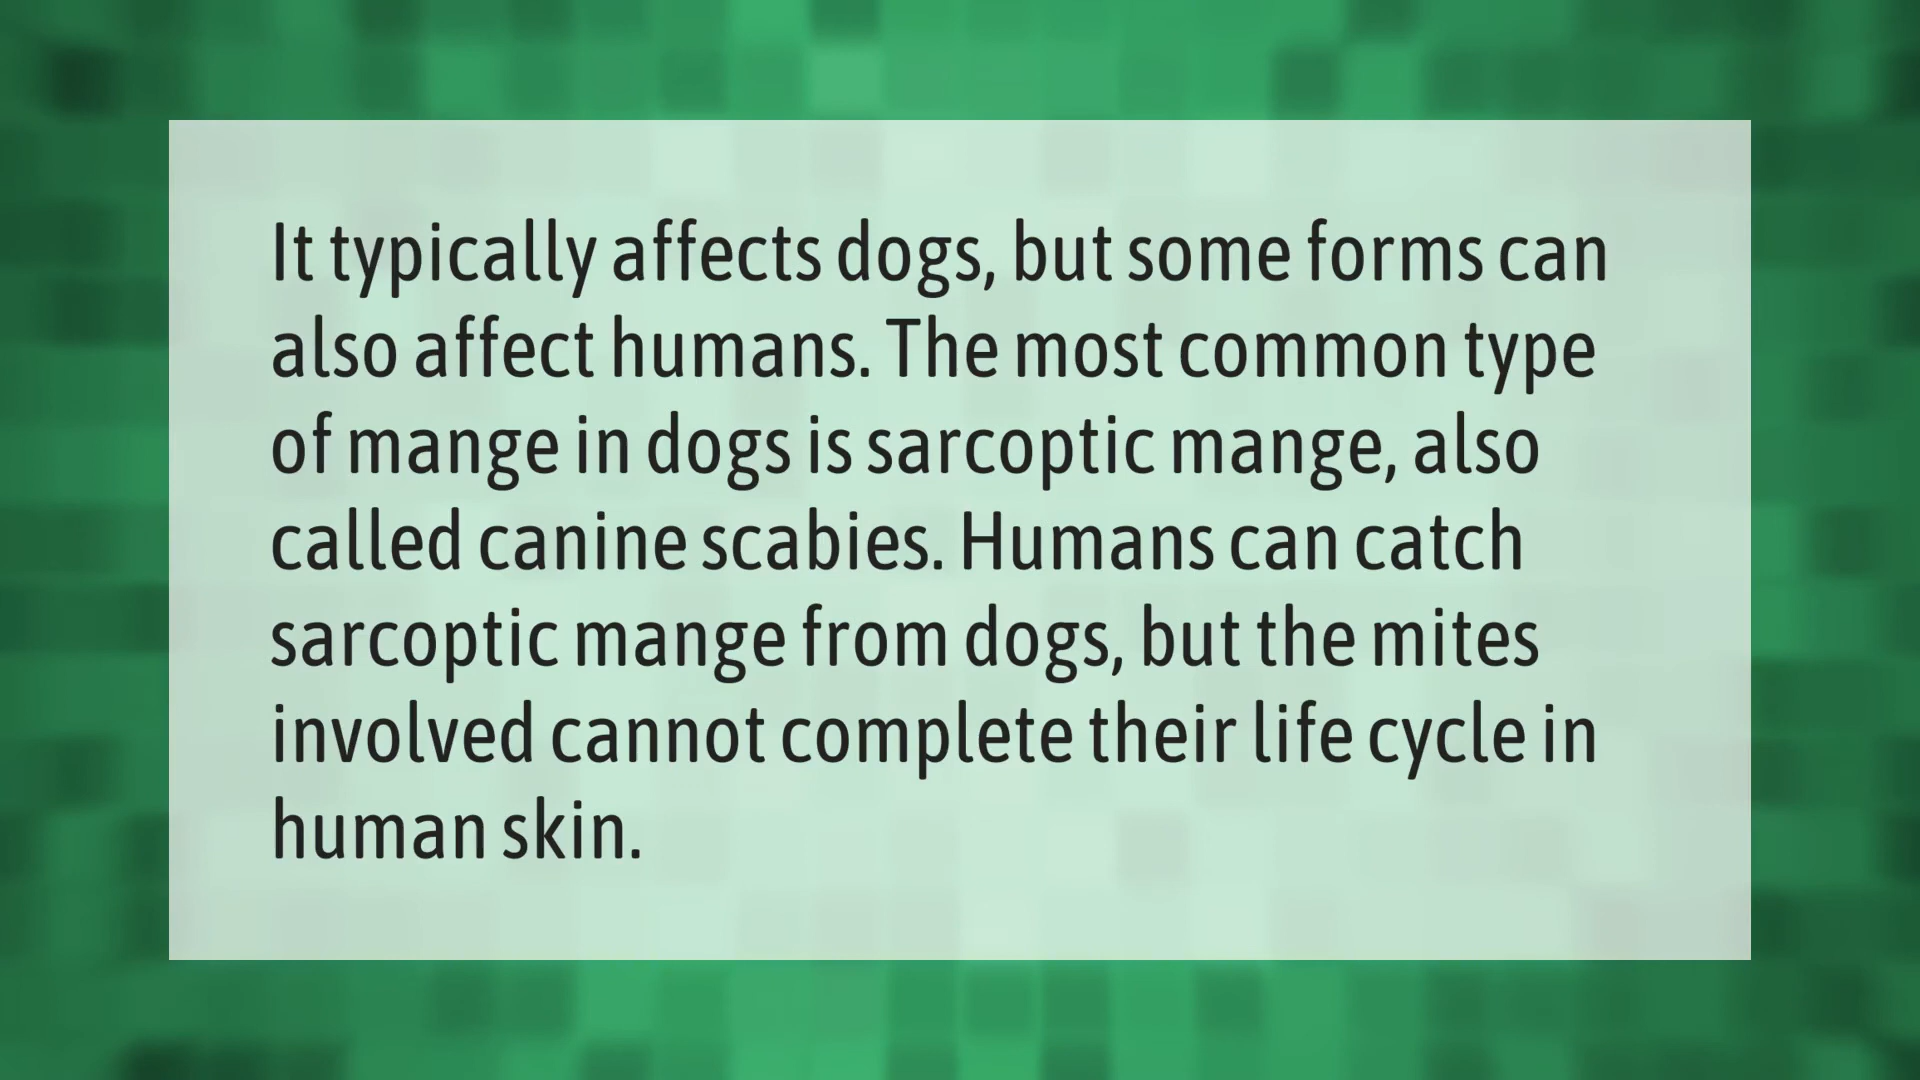 It typically affects dogs, but some forms can
also affect humans. The most common type
of mange in dogs is sarcoptic mange, also
called canine scabies. Humans can catch
sarcoptic mange from dogs, but the mites
involved cannot complete their life cycle in
human skin.